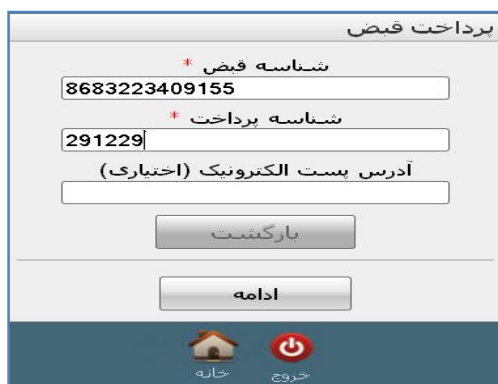 پرداخت قبض
شناسه قبض *
8683223409155
شناسه پرداخت *
291229
آدرس پست الکترونیک (اختیاری)
بازگشت
ادامه
خانه
خروج